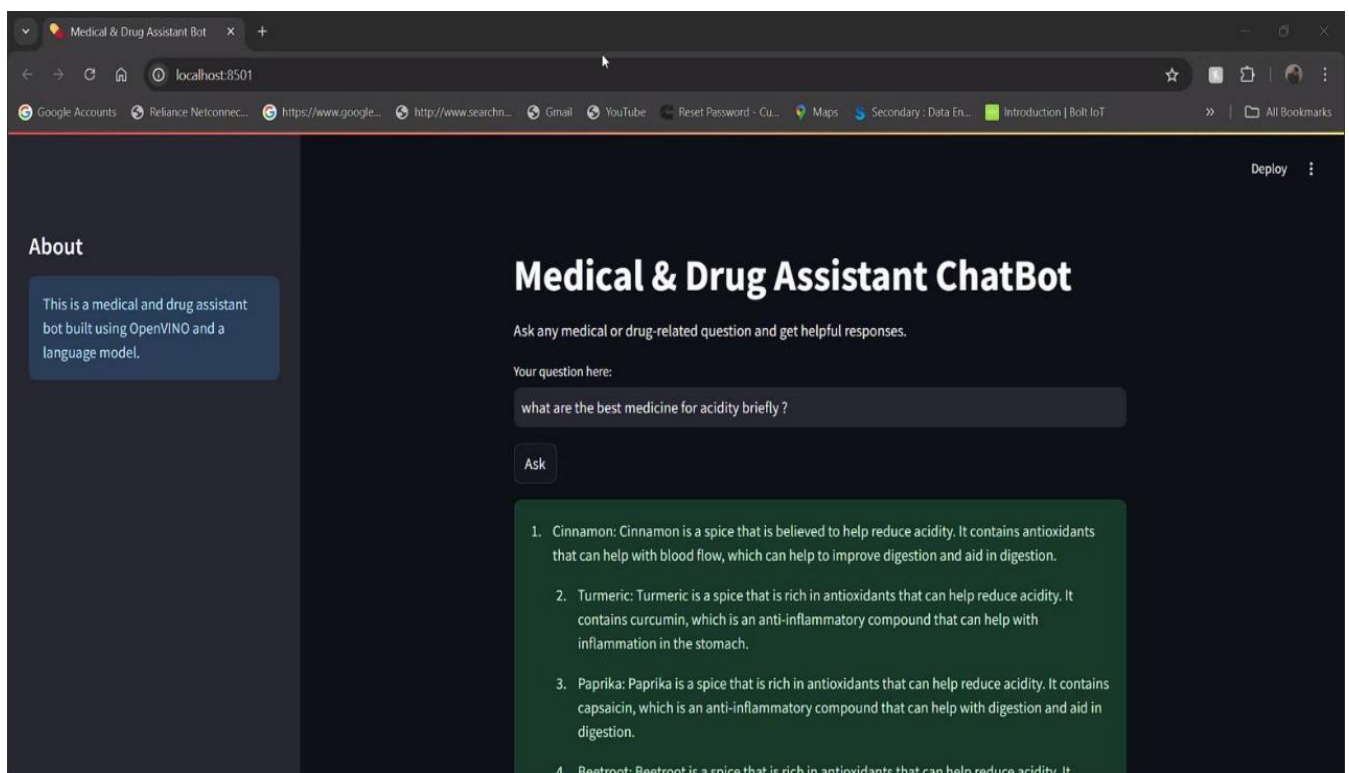 Medical & Drug Assistant Bot
localhost:8501
Google Accounts
Reliance Netconnec...
https://www.google...
http://www.searchn...
Gmail
YouTube
Reset Password - Cu...
Maps
Secondary : Data En...
Introduction | Bolt IoT
All Bookmarks
Deploy
About
This is a medical and drug assistant
bot built using OpenVINO and a
language model.
Medical & Drug Assistant ChatBot
Ask any medical or drug-related question and get helpful responses.
Your question here:
what are the best medicine for acidity briefly ?
Ask
1. Cinnamon: Cinnamon is a spice that is believed to help reduce acidity. It contains antioxidants
that can help with blood flow, which can help to improve digestion and aid in digestion.
2. Turmeric: Turmeric is a spice that is rich in antioxidants that can help reduce acidity. It
contains curcumin, which is an anti-inflammatory compound that can help with
inflammation in the stomach.
3. Paprika: Paprika is a spice that is rich in antioxidants that can help reduce acidity. It contains
capsaicin, which is an anti-inflammatory compound that can help with digestion and aid in
digestion.
4. Beetroot: Beetroot is a spice that is rich in antioxidants that can help reduce acidity. It